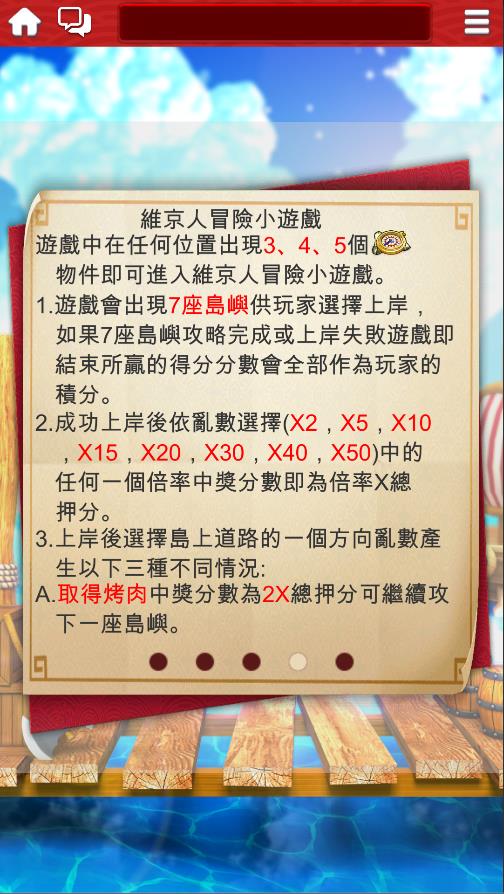 維京人冒險小遊戲
遊戲中在任何位置出現3、4、5個
物件即可進入維京人冒險小遊戲。
1.遊戲會出現7座島嶼供玩家選擇上岸，
如果7座島嶼攻略完成或上岸失敗遊戲即
結束所贏的得分分數會全部作為玩家的
積分。
2.成功上岸後依亂數選擇(X2，X5，X10
，X15，X20，X30，X40，X50)中的
任何一個倍率中獎分數即為倍率X總
押分。
3.上岸後選擇島上道路的一個方向亂數產
生以下三種不同情況:
A.取得烤肉中獎分數為2X總押分可繼續攻
下一座島嶼。